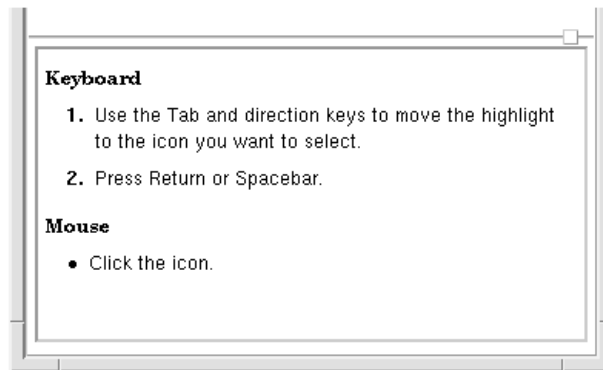 Keyboard
1. Use the Tab and direction keys to move the highlight
to the icon you want to select.
2. Press Return or Spacebar.
Mouse
• Click the icon.